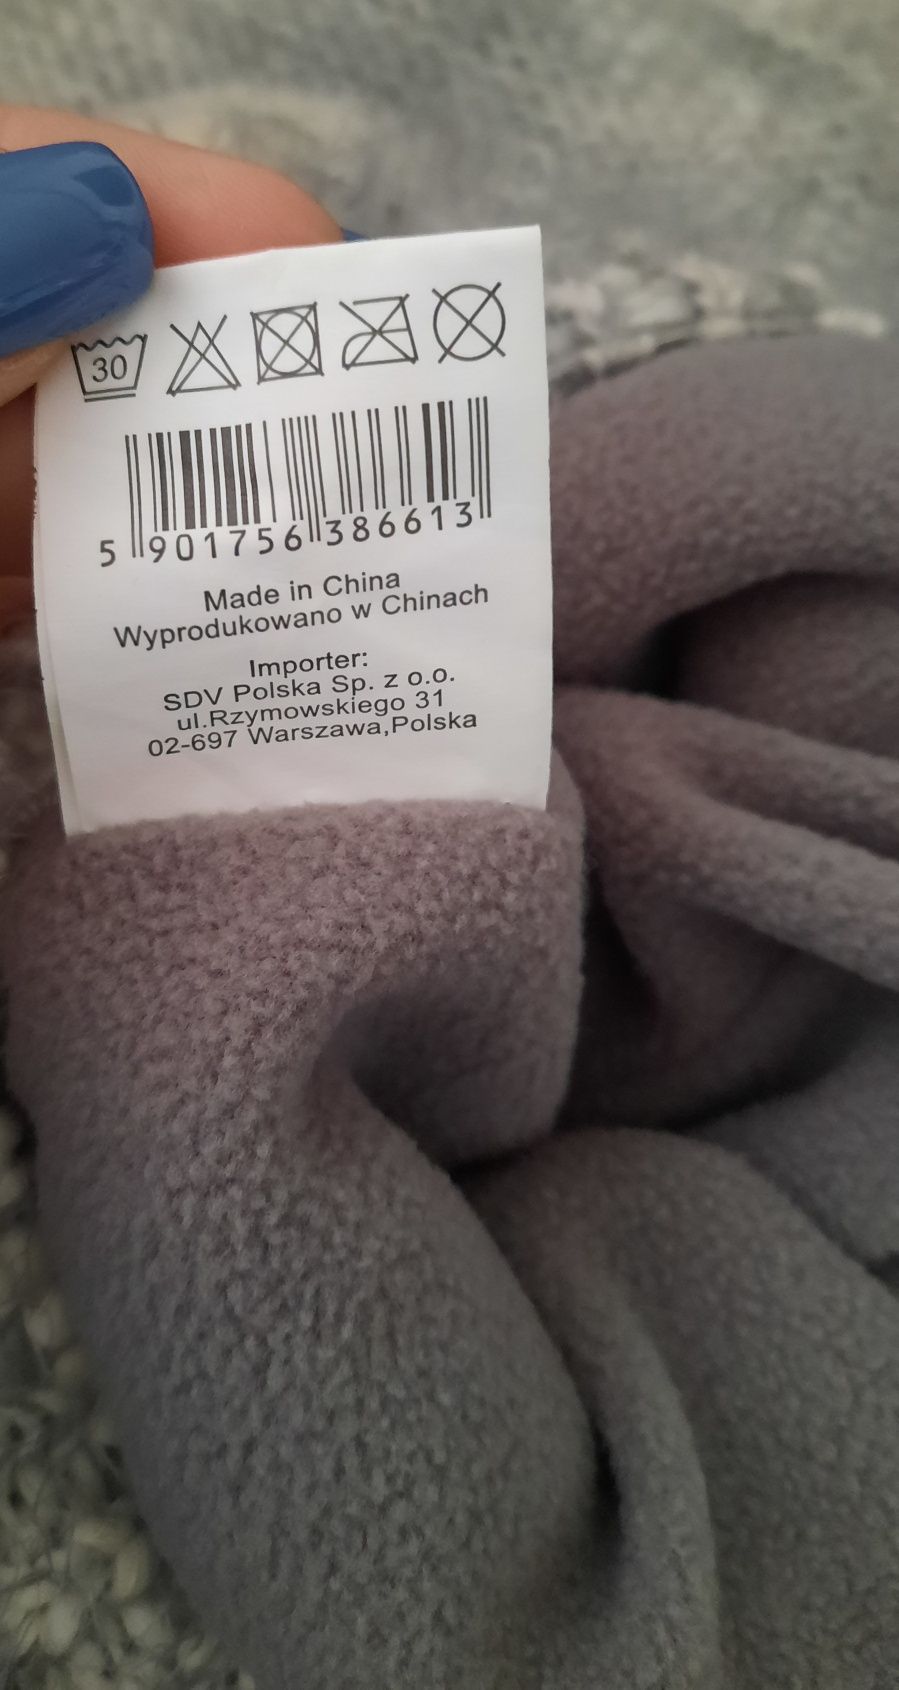 30
5 901756 386613
Made in China
Wyprodukowano w Chinach
Importer:
SDV Polska Sp. z o.o.
ul.Rzymowskiego 31
02-697 Warszawa,Polska